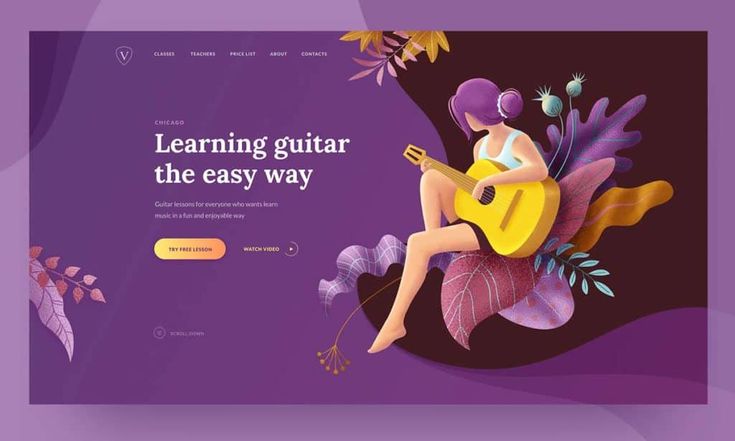 V
CLASSES
TEACHERS
PRICE LIST
ABOUT
CONTACTS
CHICAGO
Learning guitar
the easy way
Guitar lessons for everyone who wants learn
music in a fun and enjoyable way
TRY FREE LESSON
WATCH VIDEO
SCROLL DOWN